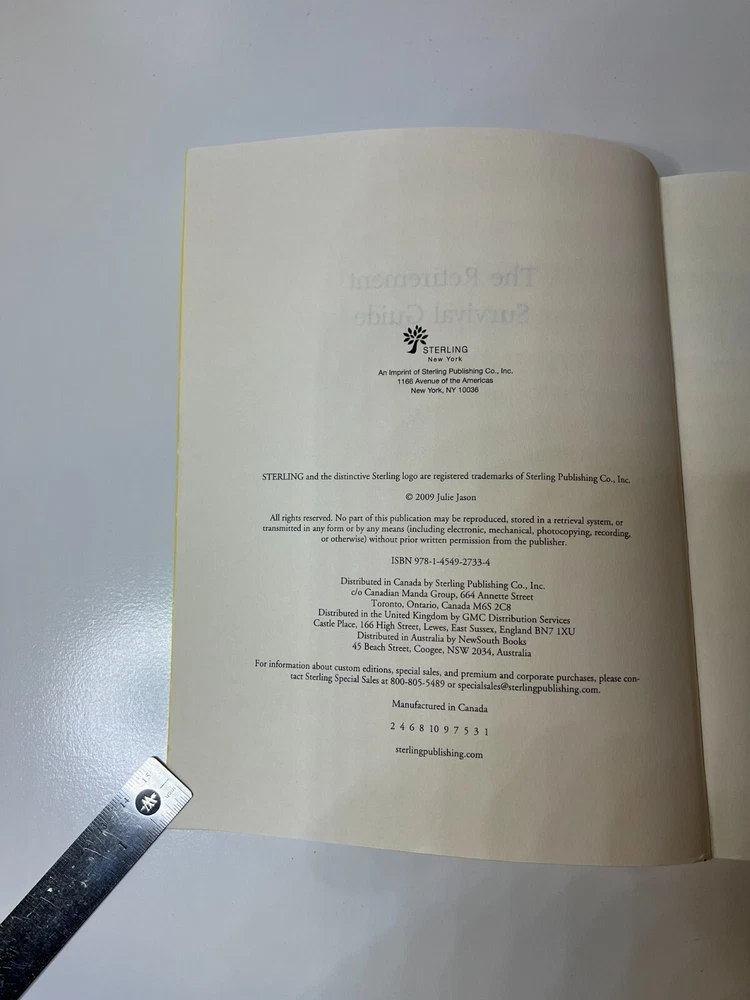 The Retirement
Survival Guide
STERLING
New York
An Imprint of Sterling Publishing Co., Inc.
1166 Avenue of the Americas
New York, NY 10036
STERLING and the distinctive Sterling logo are registered trademarks of Sterling Publishing Co., Inc.
© 2009 Julie Jason
All rights reserved. No part of this publication may be reproduced, stored in a retrieval system, or
transmitted in any form or by any means (including electronic, mechanical, photocopying, recording,
or otherwise) without prior written permission from the publisher.
ISBN 978-1-4549-2733-4
Distributed in Canada by Sterling Publishing Co., Inc.
c/o Canadian Manda Group, 664 Annette Street
Toronto, Ontario, Canada M6S 2C8
Distributed in the United Kingdom by GMC Distribution Services
Castle Place, 166 High Street, Lewes, East Sussex, England BN7 1XU
Distributed in Australia by NewSouth Books
45 Beach Street, Coogee, NSW 2034, Australia
For information about custom editions, special sales, and premium and corporate purchases, please con-
tact Sterling Special Sales at 800-805-5489 or specialsales@sterlingpublishing.com.
Manufactured in Canada
2 4 6 8 10 9 7 5 3 1
sterlingpublishing.com
15
14